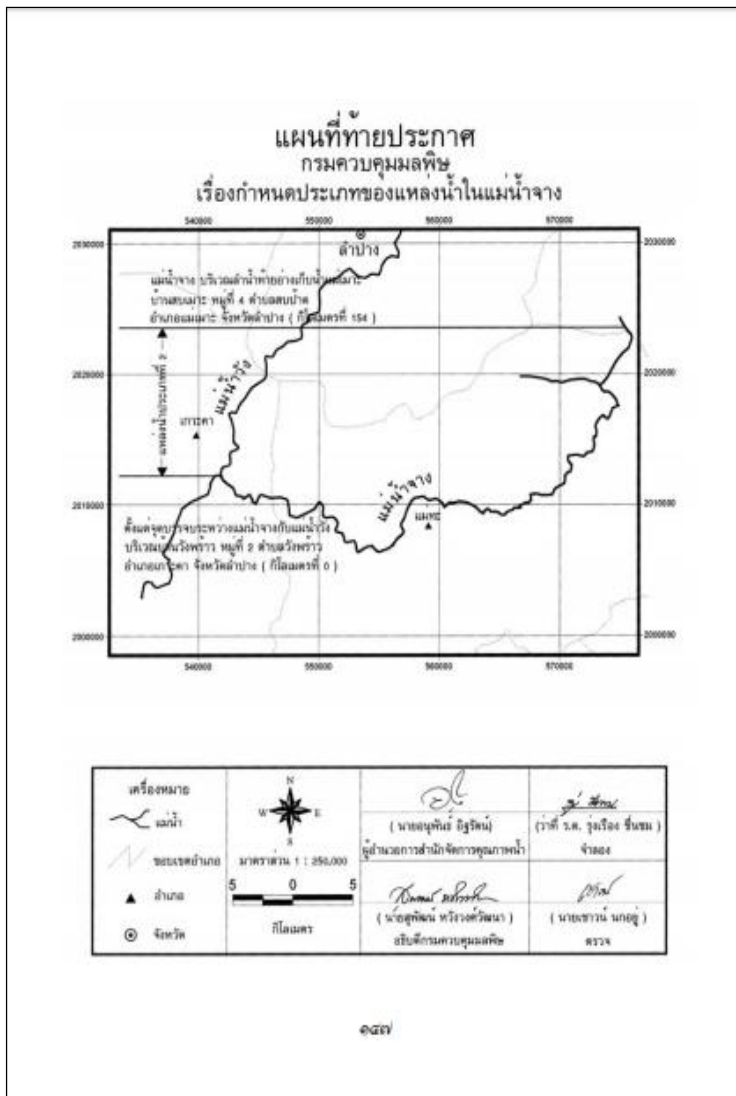 แผนที่ท้ายประกาศ
กรมควบคุมมลพิษ
เรื่องกำหนดประเภทของแหล่งน้ำในแม่น้ำจาง
540000 550000 560000 570000
2030000 2030000
ลำปาง
แม่น้ำจาง บริเวณลำน้ำท้ายอ่างเก็บน้ำแม่เมาะ
บ้านสบเมาะ หมู่ที่ 4 ตำบลสบป้าด
อำเภอแม่เมาะ จังหวัดลำปาง ( กิโลเมตรที่ 154 )
แหล่งน้ำประเภทที่ 2
แม่น้ำวัง
2020000 2020000
เกาะคา
แม่น้ำจาง
2010000 2010000
แม่ทะ
ตั้งแต่จุดบรรจบระหว่างแม่น้ำจางกับแม่น้ำวัง
บริเวณบ้านวังพร้าว หมู่ที่ 2 ตำบลวังพร้าว
อำเภอเกาะคา จังหวัดลำปาง ( กิโลเมตรที่ 0 )
2000000 2000000
540000 550000 560000 570000
เครื่องหมาย
แม่น้ำ
ขอบเขตอำเภอ
อำเภอ
จังหวัด
N
W E
S
มาตราส่วน 1 : 250,000
5 0 5
กิโลเมตร
( นายอนุพันธ์ อิฐรัตน์)
ผู้อำนวยการสำนักจัดการคุณภาพน้ำ
(ว่าที่ ร.ต. รุ่งเรือง ชื่นชม )
จำลอง
( นายสุพัฒน์ หวังวงศ์วัฒนา )
อธิบดีกรมควบคุมมลพิษ
( นายเชาวน์ นกอยู่ )
ตรวจ
๑๔๗